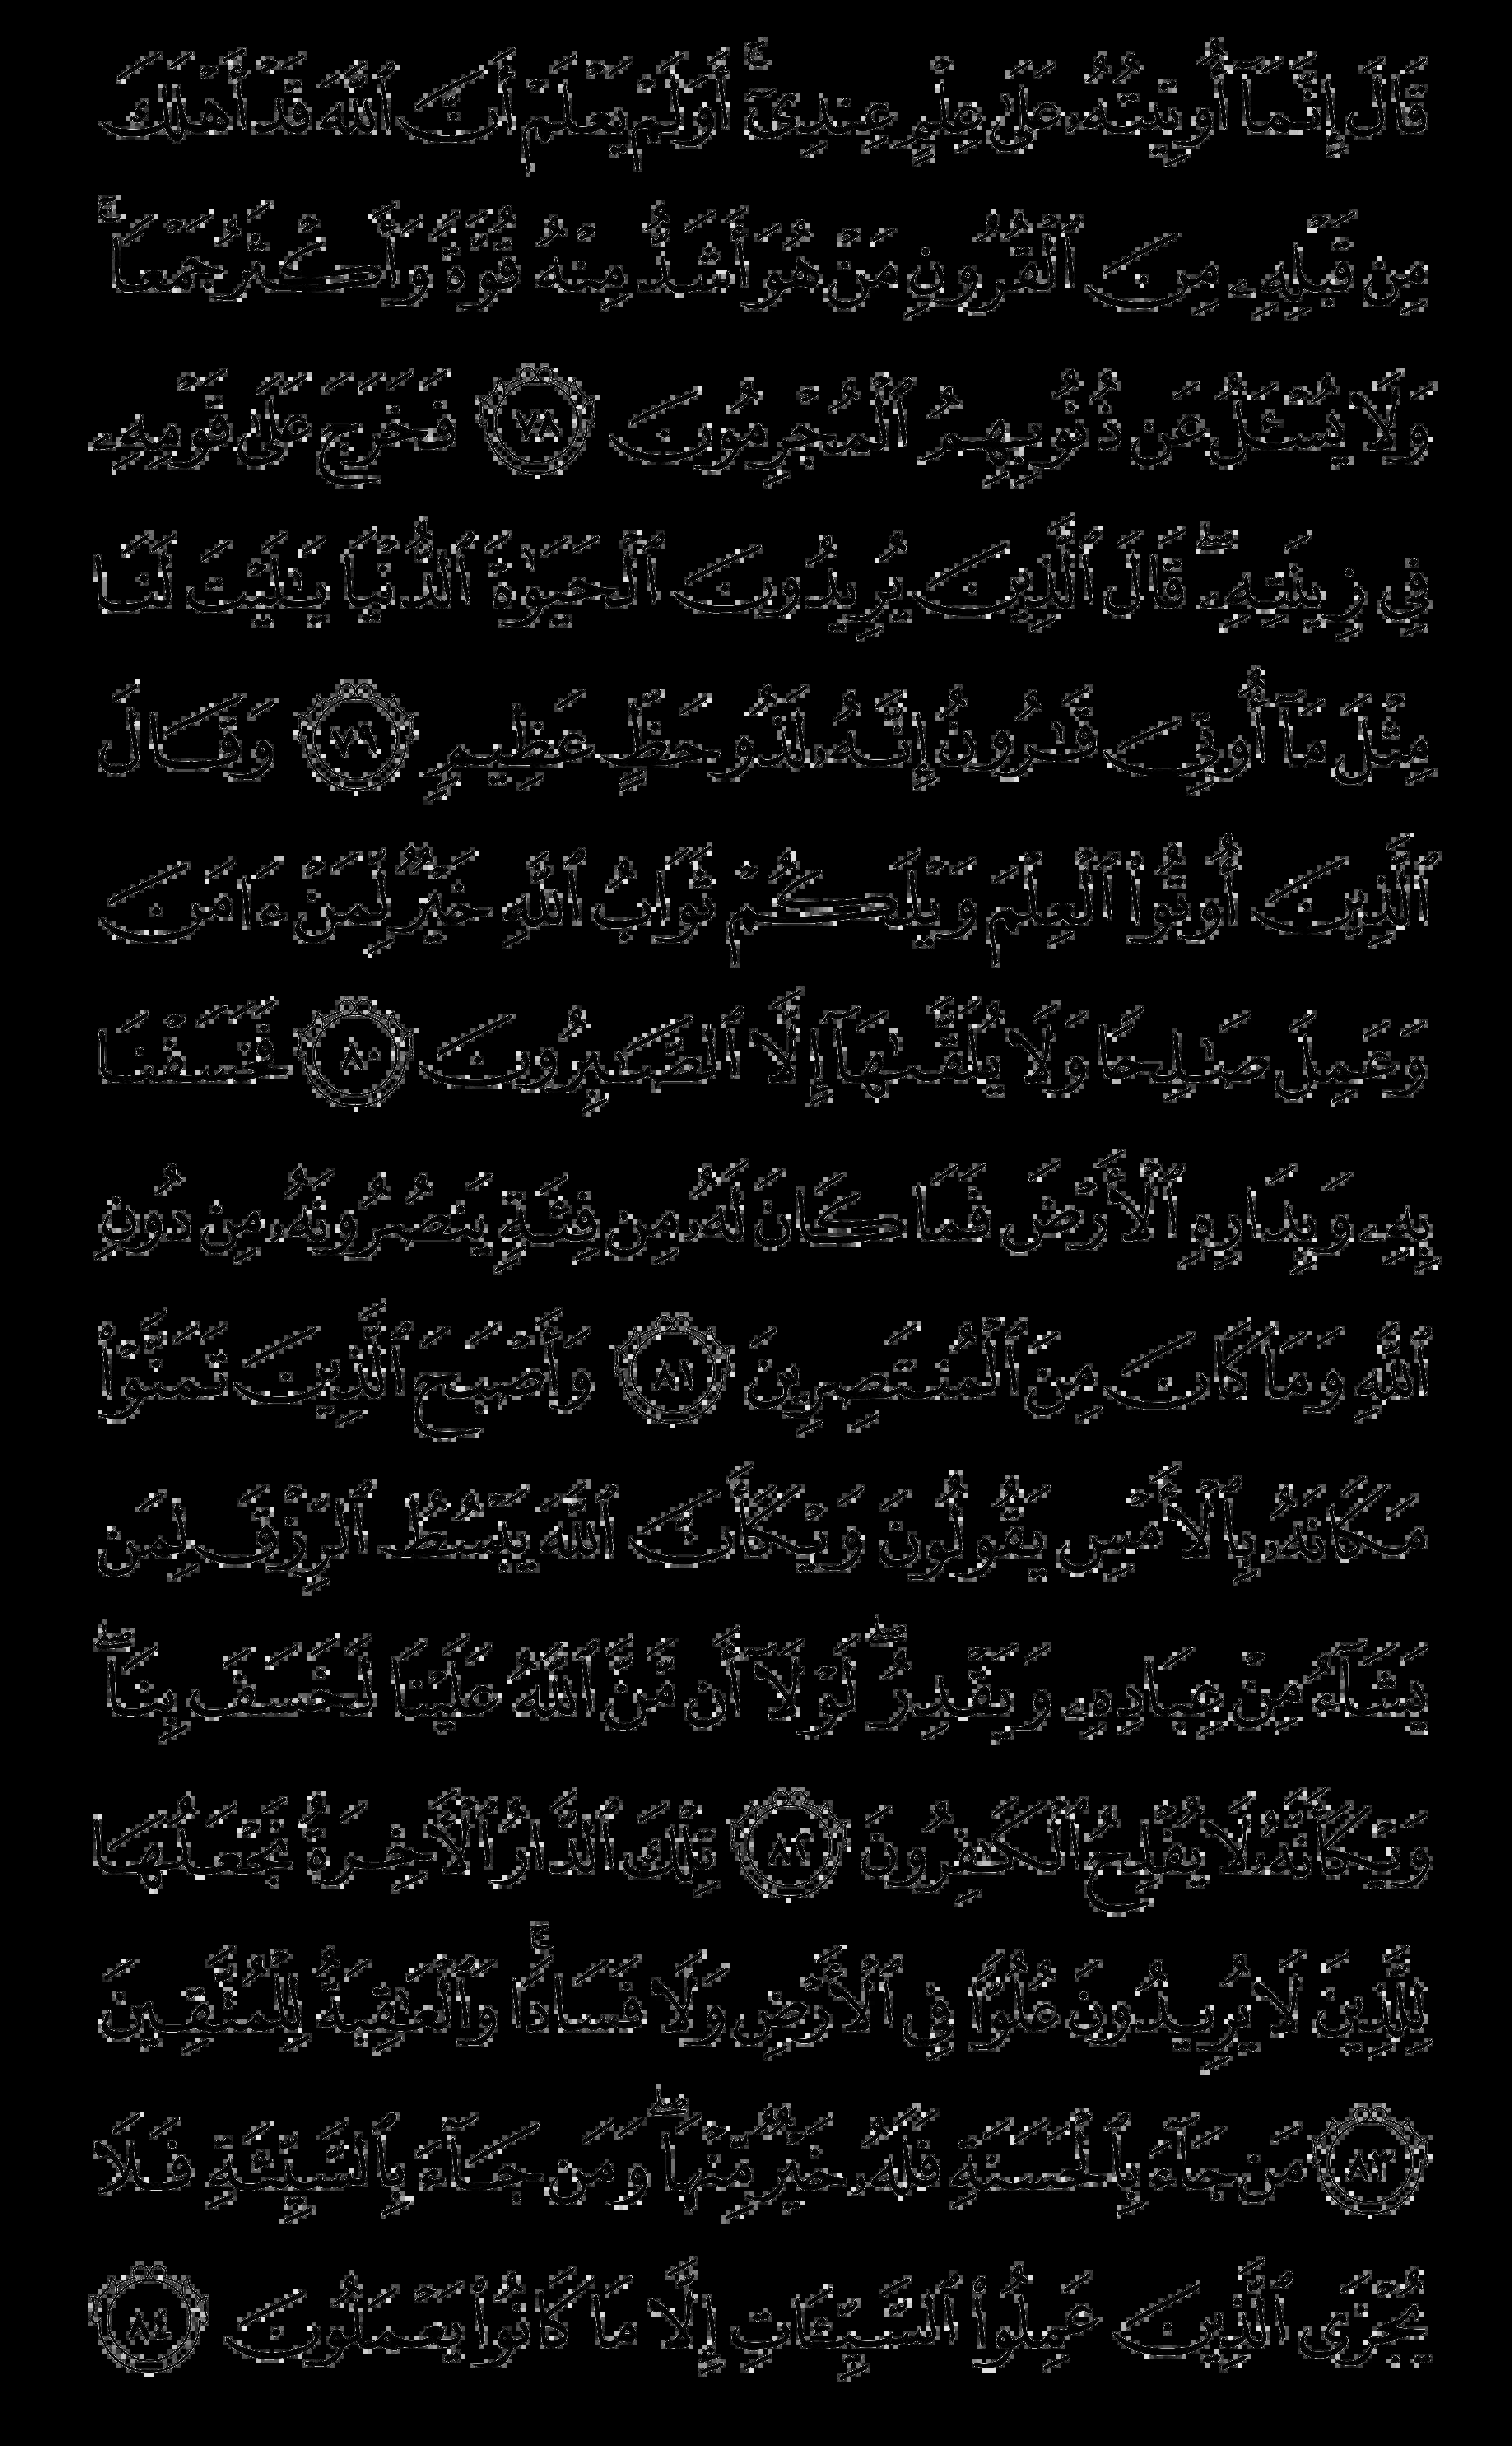 قَالَ إِنَّمَآ أُوتِيتُهُۥ عَلَىٰ عِلْمٍ عِندِىٓ ۚ أَوَلَمْ يَعْلَمْ أَنَّ ٱللَّهَ قَدْ أَهْلَكَ
مِن قَبْلِهِۦ مِنَ ٱلْقُرُونِ مَنْ هُوَ أَشَدُّ مِنْهُ قُوَّةً وَأَكْثَرُ جَمْعًا ۚ
وَلَا يُسْـَٔلُ عَن ذُنُوبِهِمُ ٱلْمُجْرِمُونَ ٧٨ فَخَرَجَ عَلَىٰ قَوْمِهِۦ
فِى زِينَتِهِۦ ۖ قَالَ ٱلَّذِينَ يُرِيدُونَ ٱلْحَيَوٰةَ ٱلدُّنْيَا يَـٰلَيْتَ لَنَا
مِثْلَ مَآ أُوتِىَ قَـٰرُونُ إِنَّهُۥ لَذُو حَظٍّ عَظِيمٍ ٧٩ وَقَالَ
ٱلَّذِينَ أُوتُوا۟ ٱلْعِلْمَ وَيْلَكُمْ ثَوَابُ ٱللَّهِ خَيْرٌ لِّمَنْ ءَامَنَ
وَعَمِلَ صَـٰلِحًا وَلَا يُلَقَّىٰهَآ إِلَّا ٱلصَّـٰبِرُونَ ٨٠ فَخَسَفْنَا
بِهِۦ وَبِدَارِهِ ٱلْأَرْضَ فَمَا كَانَ لَهُۥ مِن فِئَةٍ يَنصُرُونَهُۥ مِن دُونِ
ٱللَّهِ وَمَا كَانَ مِنَ ٱلْمُنتَصِرِينَ ٨١ وَأَصْبَحَ ٱلَّذِينَ تَمَنَّوْا۟
مَكَانَهُۥ بِٱلْأَمْسِ يَقُولُونَ وَيْكَأَنَّ ٱللَّهَ يَبْسُطُ ٱلرِّزْقَ لِمَن
يَشَآءُ مِنْ عِبَادِهِۦ وَيَقْدِرُ ۖ لَوْلَآ أَن مَّنَّ ٱللَّهُ عَلَيْنَا لَخَسَفَ بِنَا ۖ
وَيْكَأَنَّهُۥ لَا يُفْلِحُ ٱلْكَـٰفِرُونَ ٨٢ تِلْكَ ٱلدَّارُ ٱلْـَٔاخِرَةُ نَجْعَلُهَا
لِلَّذِينَ لَا يُرِيدُونَ عُلُوًّا فِى ٱلْأَرْضِ وَلَا فَسَادًا ۚ وَٱلْعَـٰقِبَةُ لِلْمُتَّقِينَ
٨٣ مَن جَآءَ بِٱلْحَسَنَةِ فَلَهُۥ خَيْرٌ مِّنْهَا ۖ وَمَن جَآءَ بِٱلسَّيِّئَةِ فَلَا
يُجْزَى ٱلَّذِينَ عَمِلُوا۟ ٱلسَّيِّـَٔاتِ إِلَّا مَا كَانُوا۟ يَعْمَلُونَ ٨٤